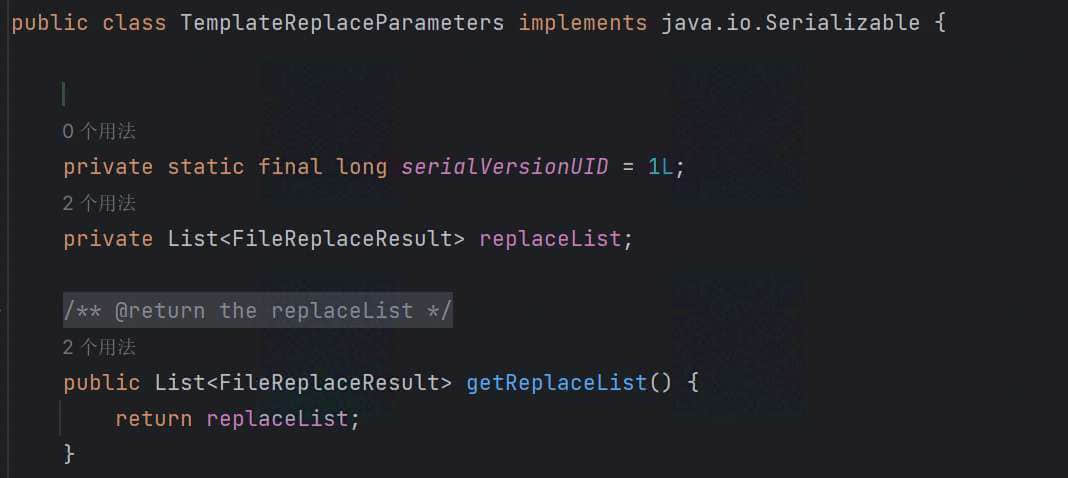 public class TemplateReplaceParameters implements java.io.Serializable {
0 个用法
private static final long serialVersionUID = 1L;
2 个用法
private List<FileReplaceResult> replaceList;
/** @return the replaceList */
2 个用法
public List<FileReplaceResult> getReplaceList() {
return replaceList;
}